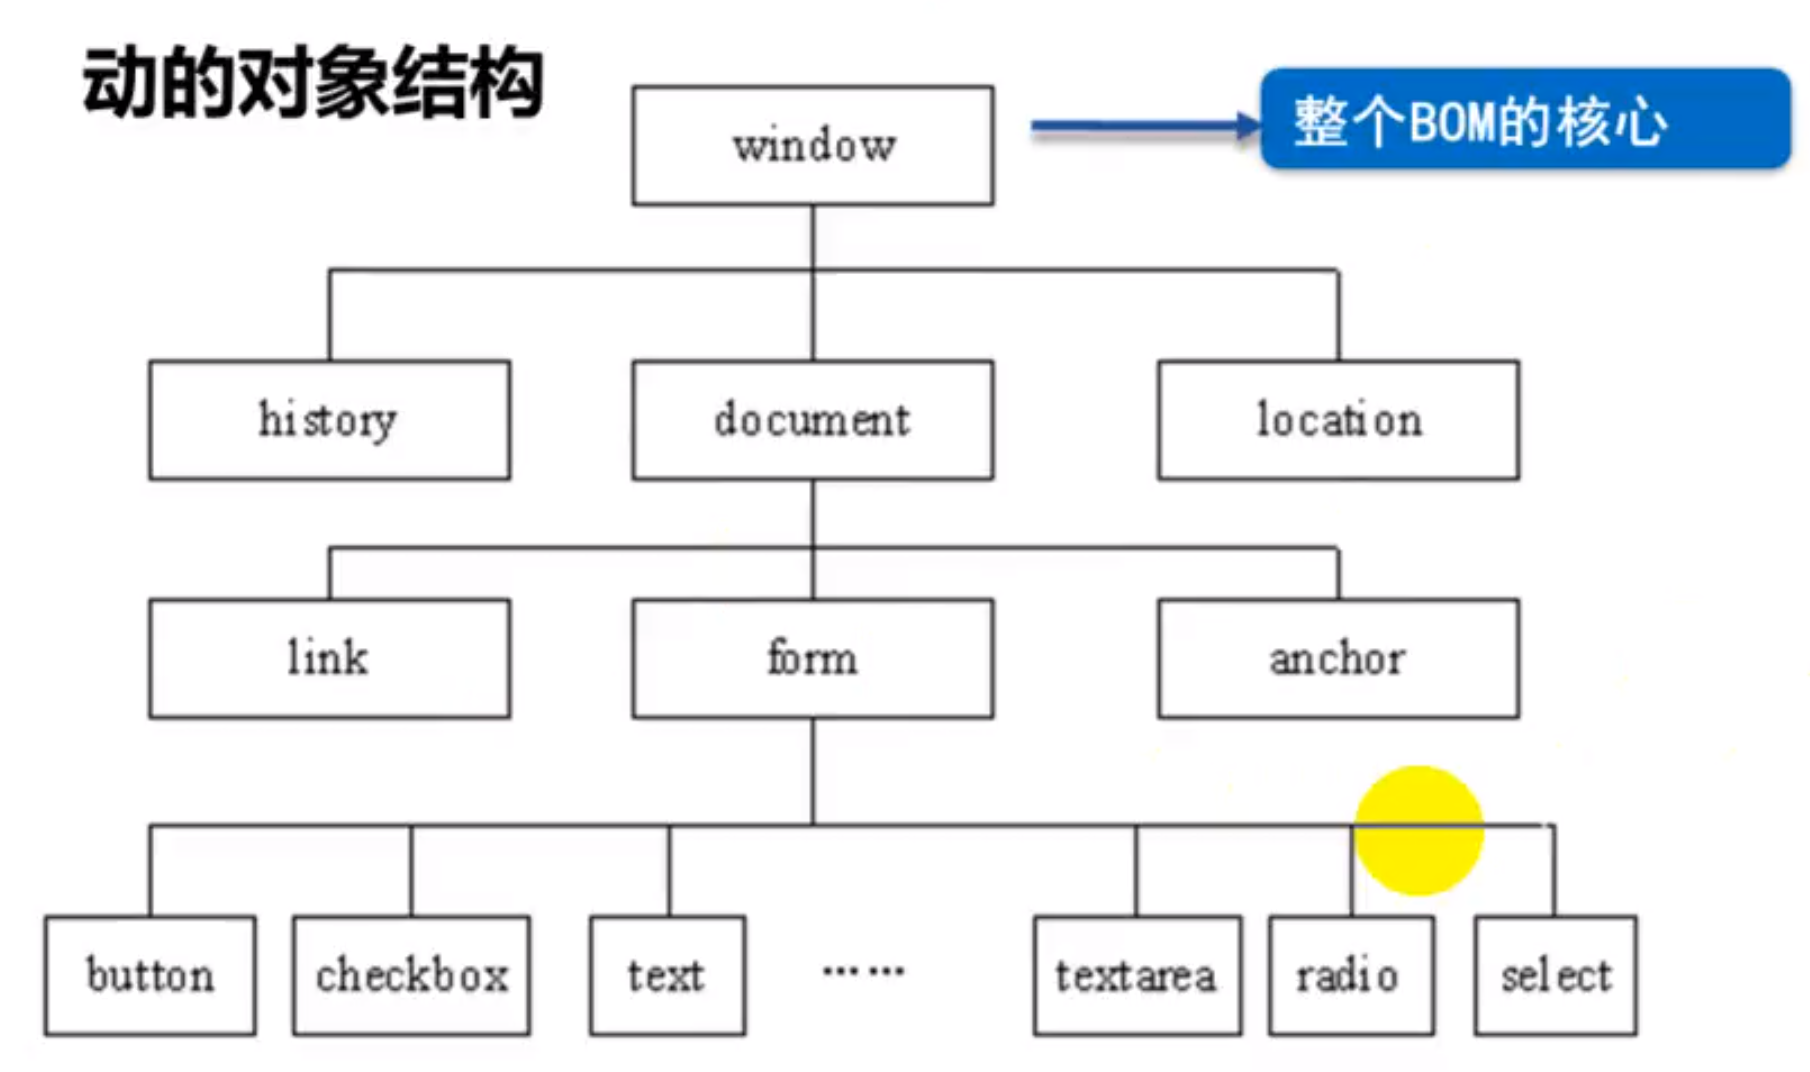 动的对象结构
window
整个BOM的核心
history
document
location
link
form
anchor
button
checkbox
text
……
textarea
radio
select